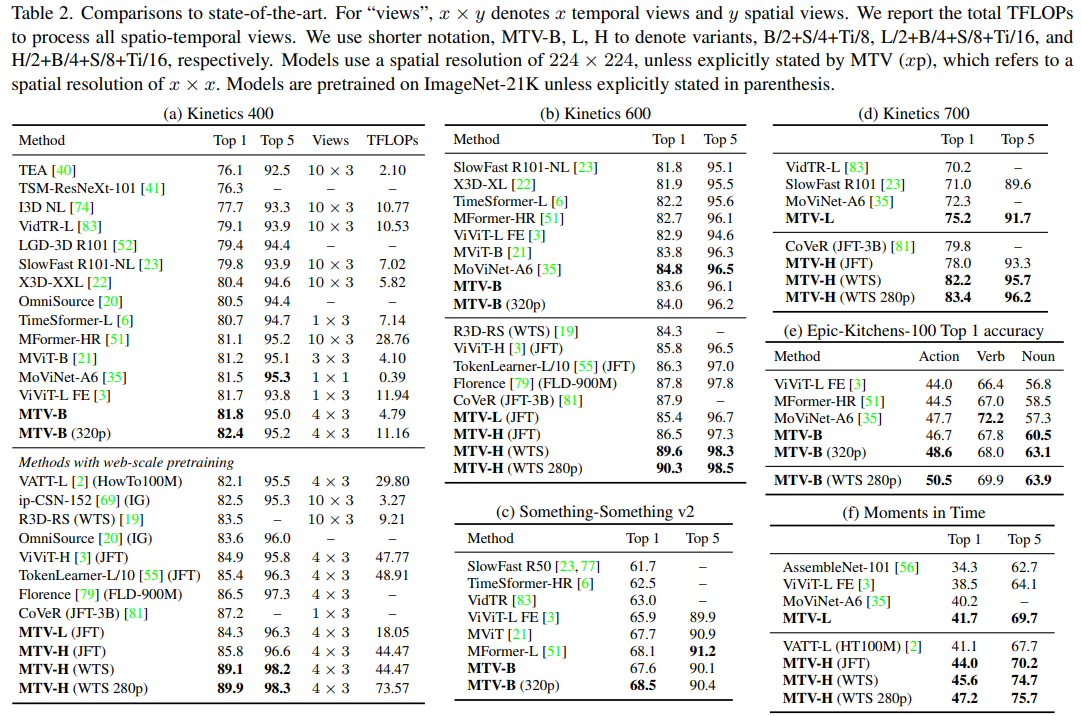 Table 2. Comparisons to state-of-the-art. For “views”, x × y denotes x temporal views and y spatial views. We report the total TFLOPs
to process all spatio-temporal views. We use shorter notation, MTV-B, L, H to denote variants, B/2+S/4+Ti/8, L/2+B/4+S/8+Ti/16, and
H/2+B/4+S/8+Ti/16, respectively. Models use a spatial resolution of 224 × 224, unless explicitly stated by MTV (xp), which refers to a
spatial resolution of x × x. Models are pretrained on ImageNet-21K unless explicitly stated in parenthesis.
(a) Kinetics 400
Method Top 1 Top 5 Views TFLOPs
TEA [40] 76.1 92.5 10 × 3 2.10
TSM-ResNeXt-101 [41] 76.3 – – –
I3D NL [74] 77.7 93.3 10 × 3 10.77
VidTR-L [83] 79.1 93.9 10 × 3 10.53
LGD-3D R101 [52] 79.4 94.4 – –
SlowFast R101-NL [23] 79.8 93.9 10 × 3 7.02
X3D-XXL [22] 80.4 94.6 10 × 3 5.82
OmniSource [20] 80.5 94.4 – –
TimeSformer-L [6] 80.7 94.7 1 × 3 7.14
MFormer-HR [51] 81.1 95.2 10 × 3 28.76
MViT-B [21] 81.2 95.1 3 × 3 4.10
MoViNet-A6 [35] 81.5 95.3 1 × 1 0.39
ViViT-L FE [3] 81.7 93.8 1 × 3 11.94
MTV-B 81.8 95.0 4 × 3 4.79
MTV-B (320p) 82.4 95.2 4 × 3 11.16
Methods with web-scale pretraining
VATT-L [2] (HowTo100M) 82.1 95.5 4 × 3 29.80
ip-CSN-152 [69] (IG) 82.5 95.3 10 × 3 3.27
R3D-RS (WTS) [19] 83.5 – 10 × 3 9.21
OmniSource [20] (IG) 83.6 96.0 – –
ViViT-H [3] (JFT) 84.9 95.8 4 × 3 47.77
TokenLearner-L/10 [55] (JFT) 85.4 96.3 4 × 3 48.91
Florence [79] (FLD-900M) 86.5 97.3 4 × 3 –
CoVeR (JFT-3B) [81] 87.2 – 1 × 3 –
MTV-L (JFT) 84.3 96.3 4 × 3 18.05
MTV-H (JFT) 85.8 96.6 4 × 3 44.47
MTV-H (WTS) 89.1 98.2 4 × 3 44.47
MTV-H (WTS 280p) 89.9 98.3 4 × 3 73.57
(b) Kinetics 600
Method Top 1 Top 5
SlowFast R101-NL [23] 81.8 95.1
X3D-XL [22] 81.9 95.5
TimeSformer-L [6] 82.2 95.6
MFormer-HR [51] 82.7 96.1
ViViT-L FE [3] 82.9 94.6
MViT-B [21] 83.8 96.3
MoViNet-A6 [35] 84.8 96.5
MTV-B 83.6 96.1
MTV-B (320p) 84.0 96.2
R3D-RS (WTS) [19] 84.3 –
ViViT-H [3] (JFT) 85.8 96.5
TokenLearner-L/10 [55] (JFT) 86.3 97.0
Florence [79] (FLD-900M) 87.8 97.8
CoVeR (JFT-3B) [81] 87.9 –
MTV-L (JFT) 85.4 96.7
MTV-H (JFT) 86.5 97.3
MTV-H (WTS) 89.6 98.3
MTV-H (WTS 280p) 90.3 98.5
(c) Something-Something v2
Method Top 1 Top 5
SlowFast R50 [23,77] 61.7 –
TimeSformer-HR [6] 62.5 –
VidTR [83] 63.0 –
ViViT-L FE [3] 65.9 89.9
MViT [21] 67.7 90.9
MFormer-L [51] 68.1 91.2
MTV-B 67.6 90.1
MTV-B (320p) 68.5 90.4
(d) Kinetics 700
Top 1 Top 5
VidTR-L [83] 70.2 –
SlowFast R101 [23] 71.0 89.6
MoViNet-A6 [35] 72.3 –
MTV-L 75.2 91.7
CoVeR (JFT-3B) [81] 79.8 –
MTV-H (JFT) 78.0 93.3
MTV-H (WTS) 82.2 95.7
MTV-H (WTS 280p) 83.4 96.2
(e) Epic-Kitchens-100 Top 1 accuracy
Method Action Verb Noun
ViViT-L FE [3] 44.0 66.4 56.8
MFormer-HR [51] 44.5 67.0 58.5
MoViNet-A6 [35] 47.7 72.2 57.3
MTV-B 46.7 67.8 60.5
MTV-B (320p) 48.6 68.0 63.1
MTV-B (WTS 280p) 50.5 69.9 63.9
(f) Moments in Time
Top 1 Top 5
AssembleNet-101 [56] 34.3 62.7
ViViT-L FE [3] 38.5 64.1
MoViNet-A6 [35] 40.2 –
MTV-L 41.7 69.7
VATT-L (HT100M) [2] 41.1 67.7
MTV-H (JFT) 44.0 70.2
MTV-H (WTS) 45.6 74.7
MTV-H (WTS 280p) 47.2 75.7